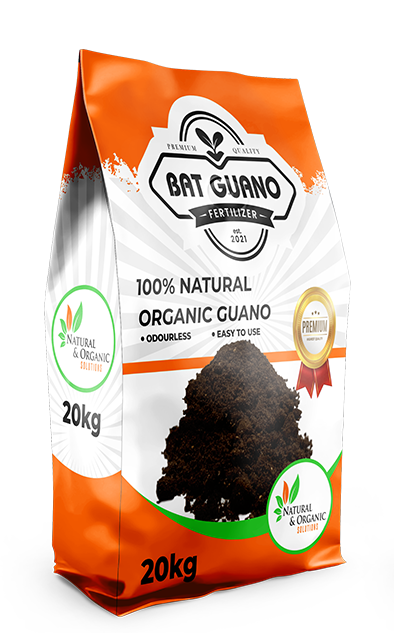 PREMIUM QUALITY
BAT GUANO
FERTILIZER
est.
2021
100% NATURAL
ORGANIC GUANO
• ODOURLESS • EASY TO USE
PREMIUM
NATURAL
& ORGANIC
SOLUTIONS
20kg
NATURAL
& ORGANIC
SOLUTIONS
20kg